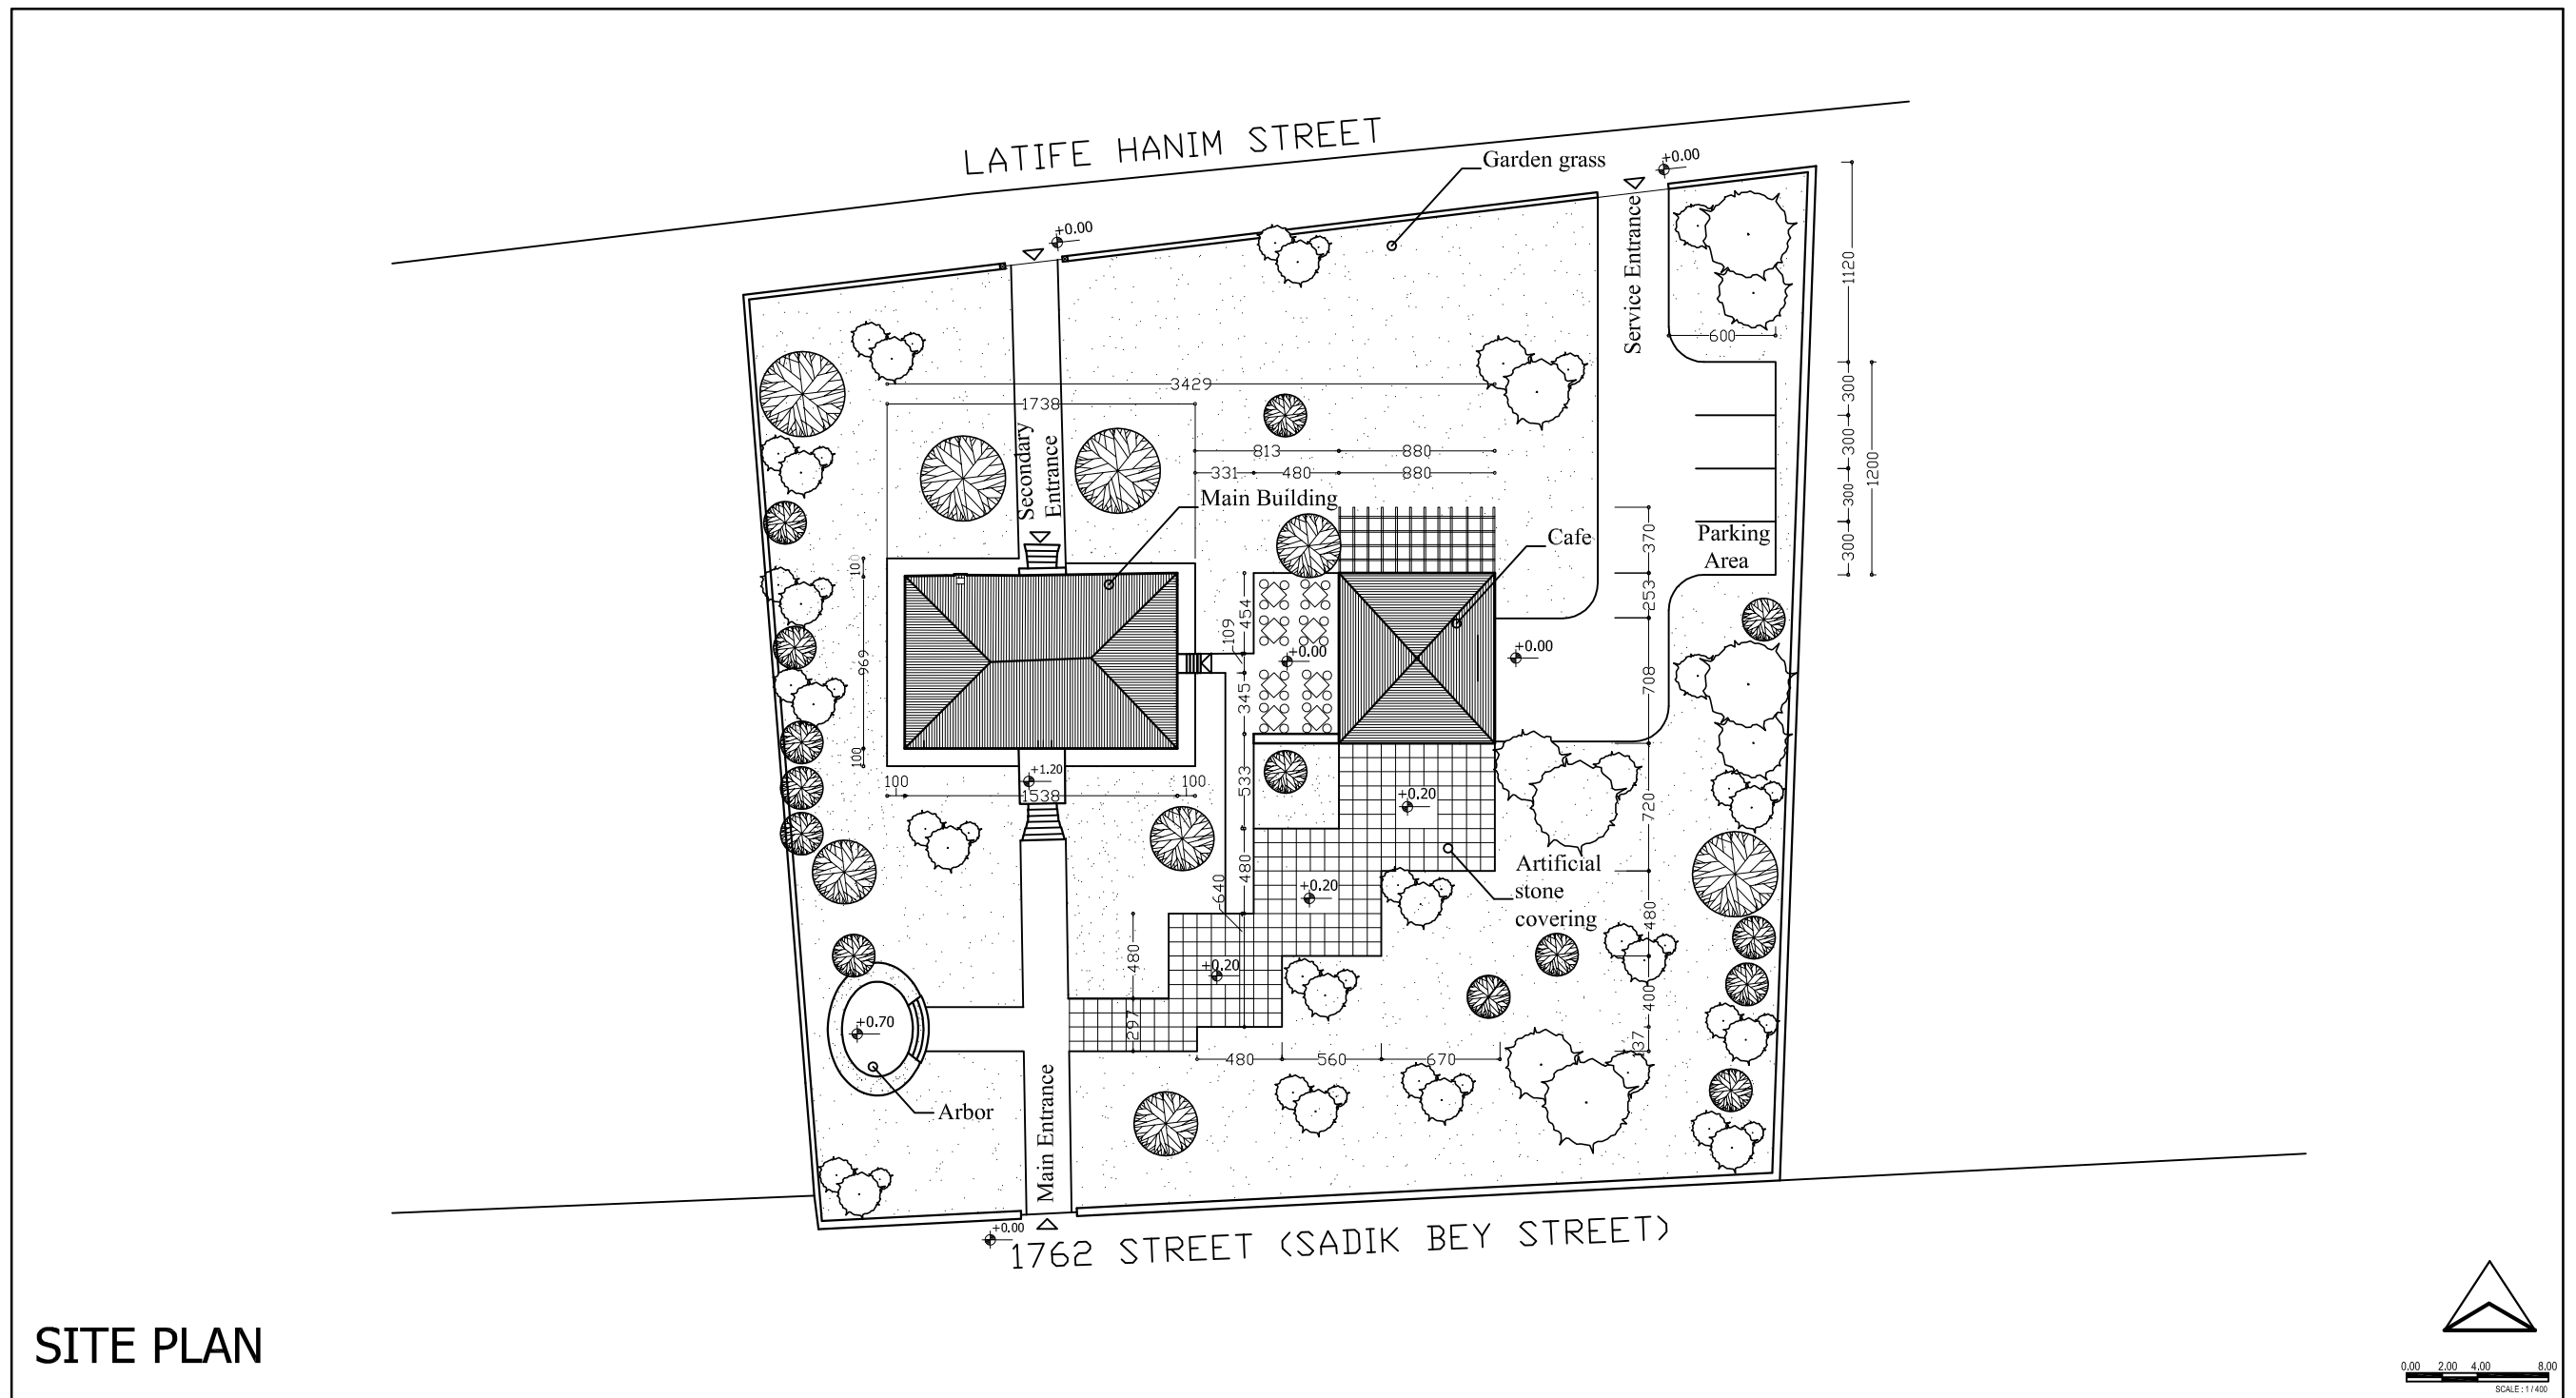 LATIFE HANIM STREET
Garden grass
+0.00
+0.00
Service Entrance
1120
600
3429
1738
Secondary
Entrance
300
300
300
300
1200
813
880
331
480
880
Main Building
Cafe
Parking
Area
370
253
708
720
480
400
137
100
969
100
454
109
345
533
480
640
+0.00
+0.00
+1.20
100
1538
100
+0.20
+0.20
+0.20
Artificial
stone
covering
480
297
+0.70
480
560
670
Arbor
Main Entrance
+0.00
1762 STREET (SADIK BEY STREET)
SITE PLAN
0.00 2.00 4.00 8.00
SCALE : 1 / 400